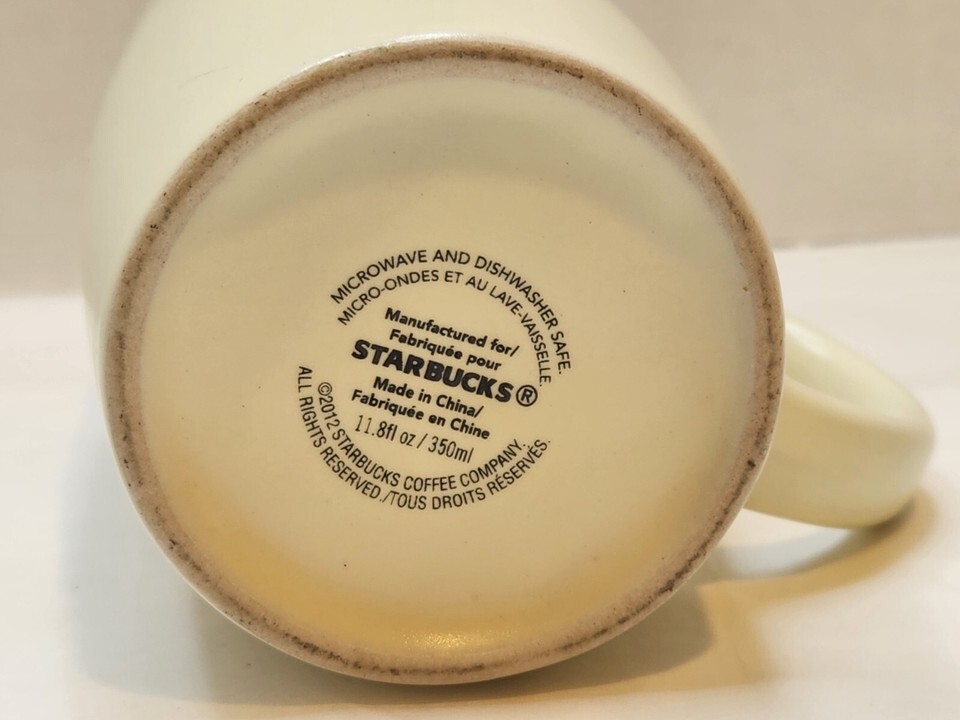 MICROWAVE AND DISHWASHER SAFE.
MICRO-ONDES ET AU LAVE-VAISSELLE.
Manufactured for/
Fabriquée pour
STARBUCKS®
Made in China/
Fabriquée en Chine
11.8fl oz / 350ml
©2012 STARBUCKS COFFEE COMPANY.
ALL RIGHTS RESERVED./TOUS DROITS RÉSERVÉS.